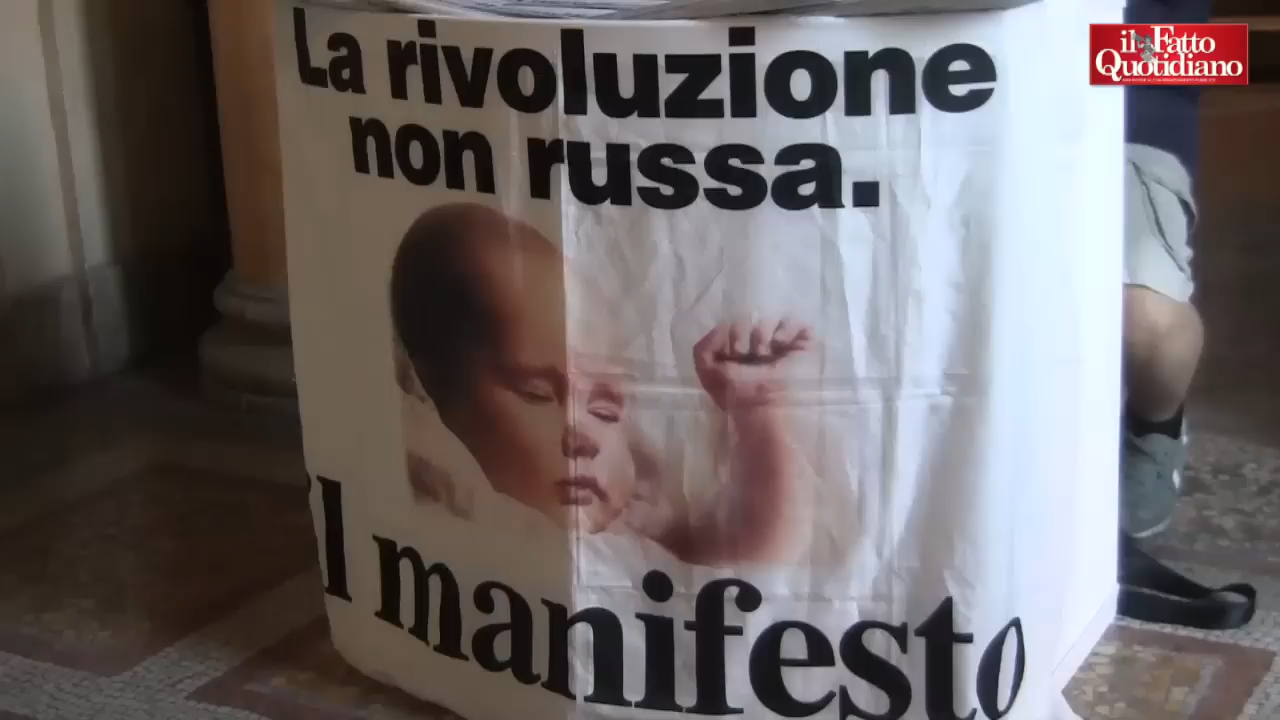 La rivoluzione
non russa.
il manifesto
il Fatto
Quotidiano